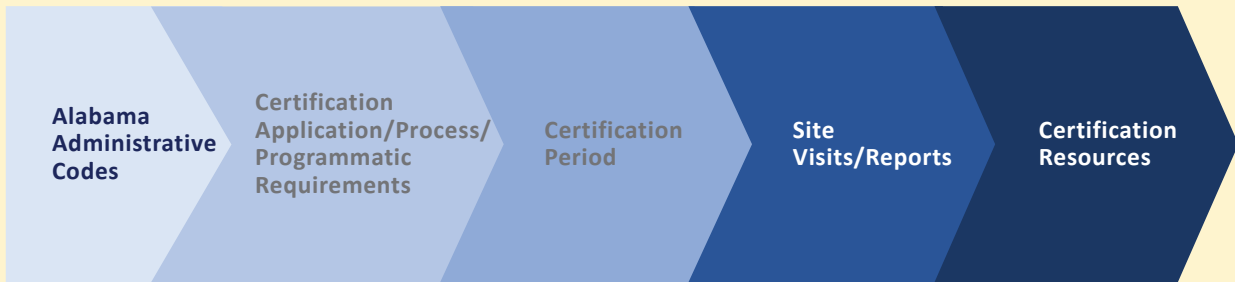 Alabama
Administrative
Codes
Certification
Application/Process/
Programmatic
Requirements
Certification
Period
Site
Visits/Reports
Certification
Resources